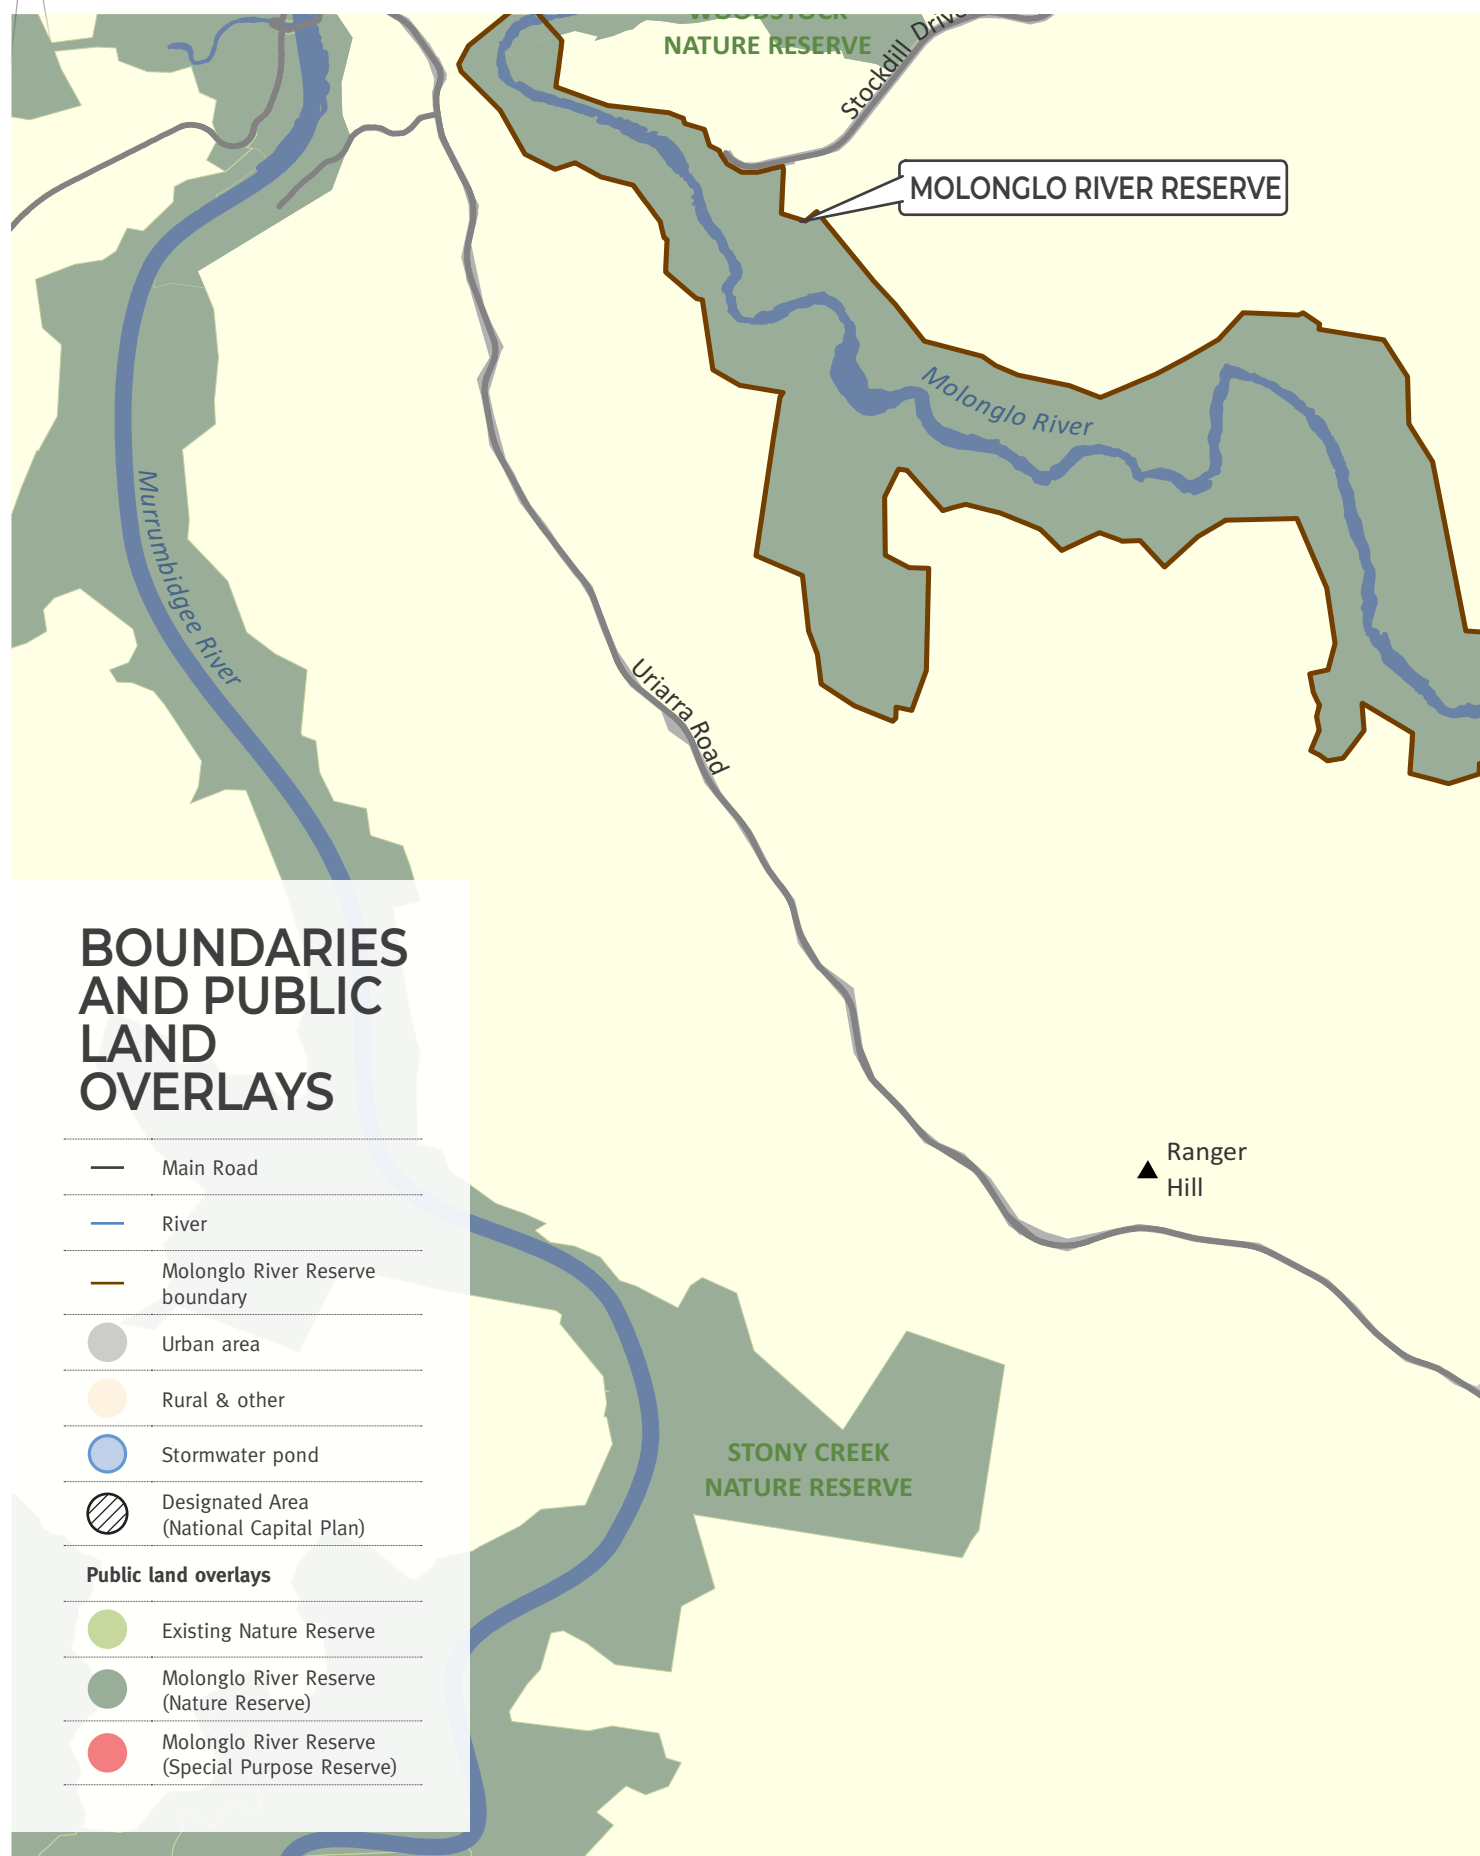 WOODSTOCK
NATURE RESERVE
Stockdill Drive
MOLONGLO RIVER RESERVE
Molonglo River
Murrumbidgee River
Uriarra Road
Ranger
Hill
STONY CREEK
NATURE RESERVE
BOUNDARIES
AND PUBLIC
LAND
OVERLAYS
Main Road
River
Molonglo River Reserve
boundary
Urban area
Rural & other
Stormwater pond
Designated Area
(National Capital Plan)
Public land overlays
Existing Nature Reserve
Molonglo River Reserve
(Nature Reserve)
Molonglo River Reserve
(Special Purpose Reserve)